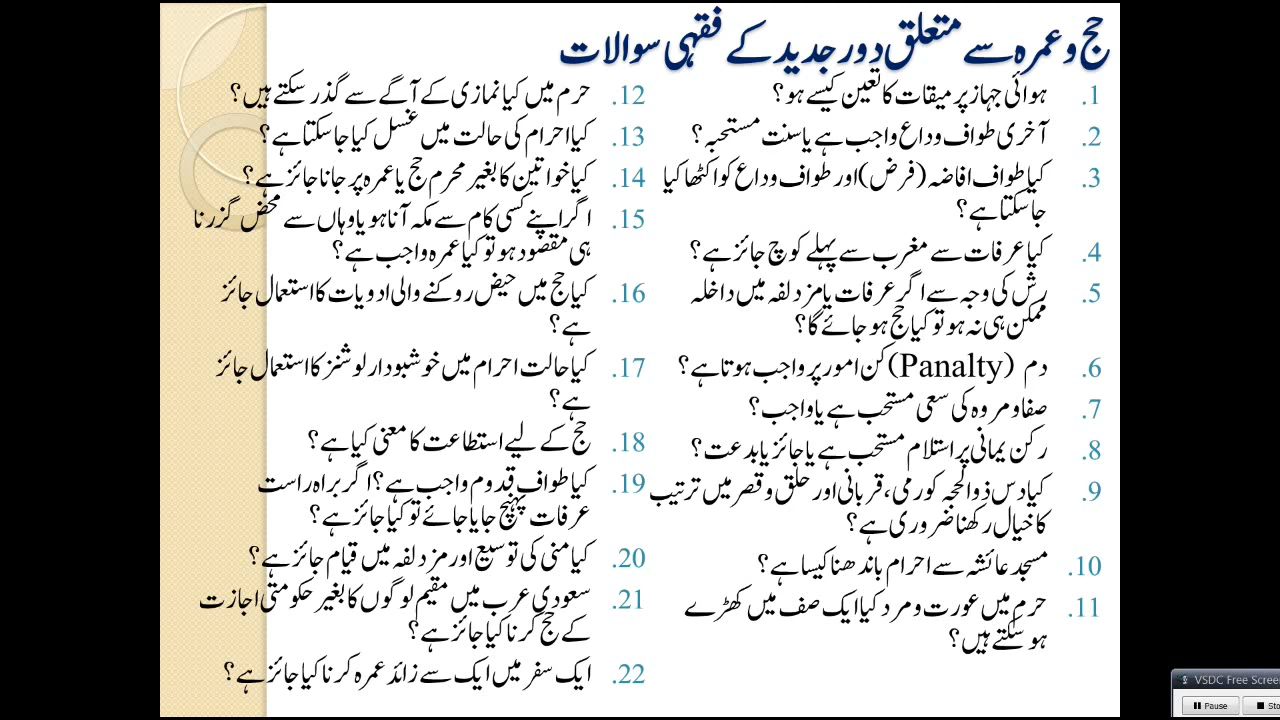 حج و عمرہ سے متعلق دور جدید کے فقہی سوالات
1. ہوائی جہاز پر میقات کا تعین کیسے ہو؟
2. آخری طواف وداع واجب ہے یا سنت مستحبہ؟
3. کیا طواف افاضہ (فرض) اور طواف وداع کو اکٹھا کیا
جا سکتا ہے؟
4. کیا عرفات سے مغرب سے پہلے کوچ جائز ہے؟
5. رش کی وجہ سے اگر عرفات یا مزدلفہ میں داخلہ
ممکن ہی نہ ہو تو کیا حج ہو جائے گا؟
6. دم (Panalty) کن امور پر واجب ہوتا ہے؟
7. صفا و مروہ کی سعی مستحب ہے یا واجب؟
8. رکن یمانی پر استلام مستحب ہے یا جائز یا بدعت؟
9. کیا دس ذوالحجہ کو رمی، قربانی اور حلق و قصر میں ترتیب
کا خیال رکھنا ضروری ہے؟
10. مسجد عائشہ سے احرام باندھنا کیسا ہے؟
11. حرم میں عورت و مرد کیا ایک صف میں کھڑے
ہو سکتے ہیں؟
12. حرم میں کیا نمازی کے آگے سے گذر سکتے ہیں؟
13. کیا احرام کی حالت میں غسل کیا جا سکتا ہے؟
14. کیا خواتین کا بغیر محرم حج یا عمرہ پر جانا جائز ہے؟
15. اگر اپنے کسی کام سے مکہ آنا ہو یا وہاں سے محض گزرنا
ہی مقصود ہو تو کیا عمرہ واجب ہے؟
16. کیا حج میں حیض روکنے والی ادویات کا استعمال جائز
ہے؟
17. کیا حالت احرام میں خوشبودار لوشنز کا استعمال جائز
ہے؟
18. حج کے لیے استطاعت کا معنی کیا ہے؟
19. کیا طواف قدوم واجب ہے؟ اگر براہ راست
عرفات پہنچ جایا جائے تو کیا جائز ہے؟
20. کیا منی کی توسیع اور مزدلفہ میں قیام جائز ہے؟
21. سعودی عرب میں مقیم لوگوں کا بغیر حکومتی اجازت
کے حج کرنا کیا جائز ہے؟
22. ایک سفر میں ایک سے زائد عمرہ کرنا کیا جائز ہے؟
VSDC Free Screen
Pause